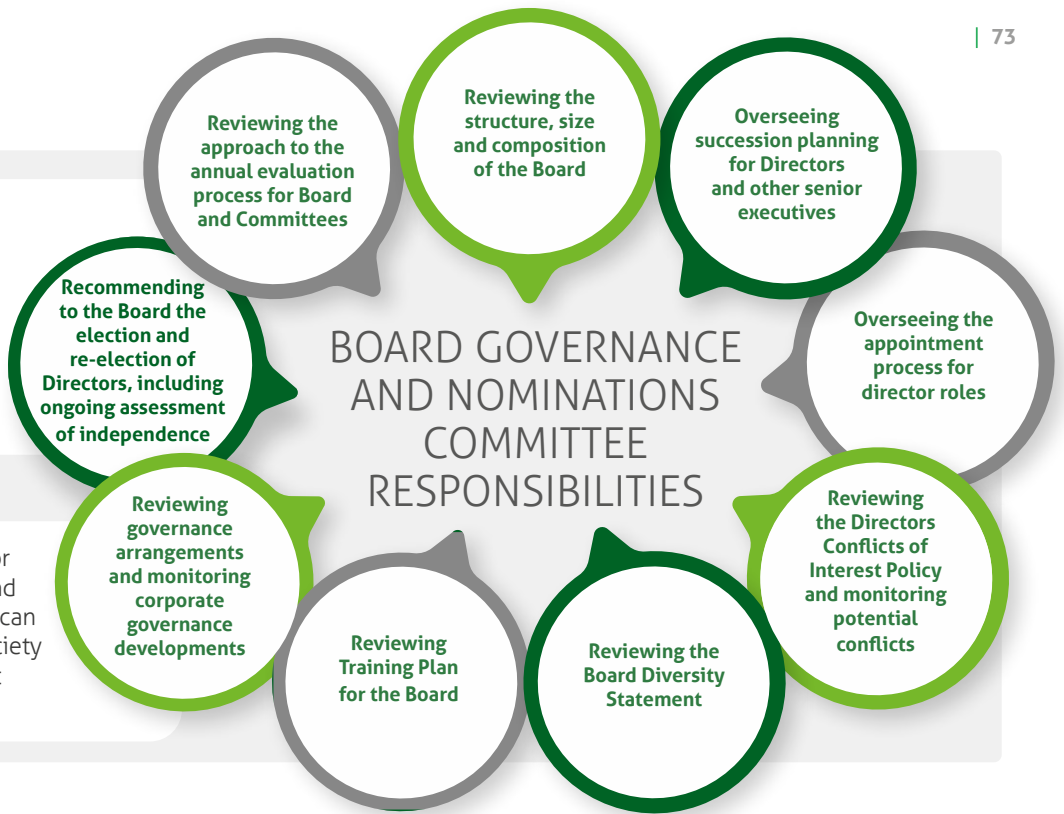 | 73
Reviewing the
structure, size
and composition
of the Board
Overseeing
succession planning
for Directors
and other senior
executives
Overseeing the
appointment
process for
director roles
Reviewing
the Directors
Conflicts of
Interest Policy
and monitoring
potential
conflicts
Reviewing the
Board Diversity
Statement
Reviewing
Training Plan
for the Board
Reviewing
governance
arrangements
and monitoring
corporate
governance
developments
Recommending
to the Board the
election and
re-election of
Directors, including
ongoing assessment
of independence
Reviewing the
approach to the
annual evaluation
process for Board
and Committees
BOARD GOVERNANCE
AND NOMINATIONS
COMMITTEE
RESPONSIBILITIES
can